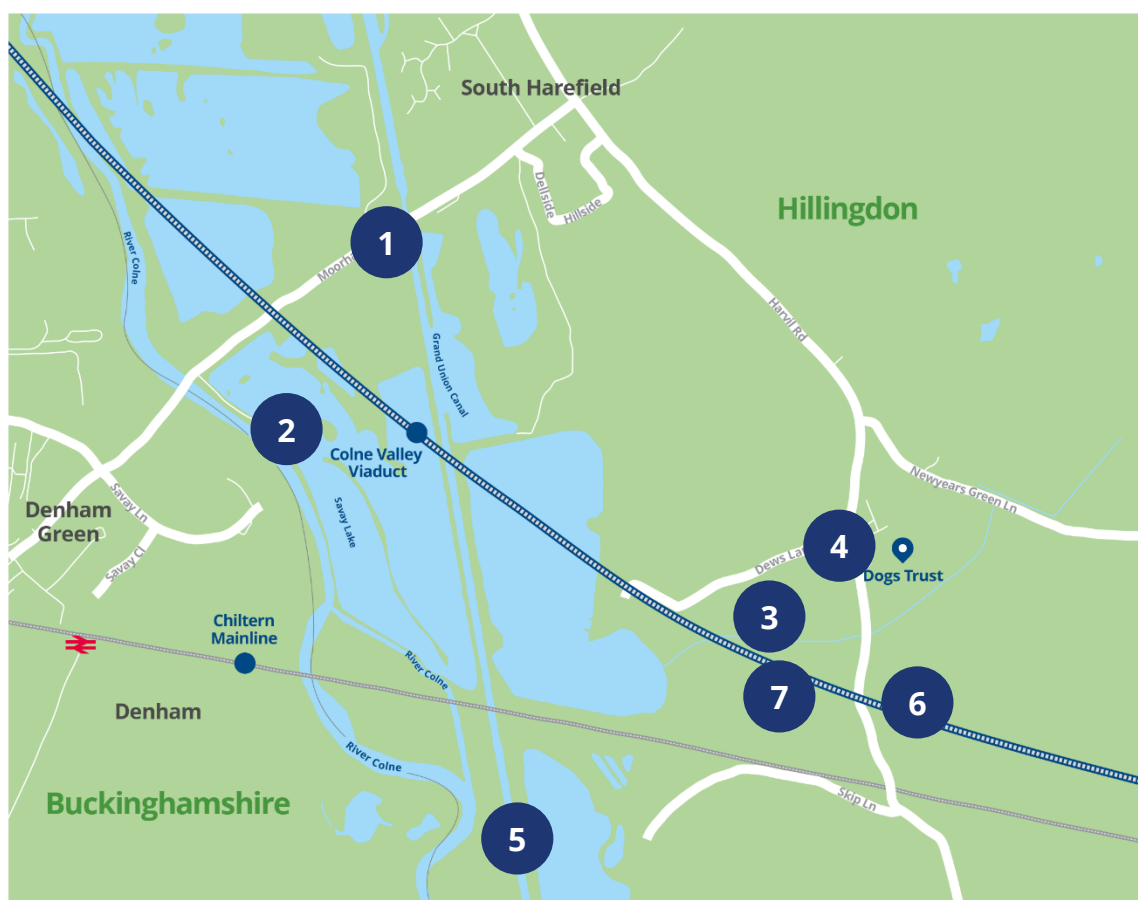 South Harefield
Dellside
Hillside
Hillingdon
1
River Colne
Harvil Rd
Grand Union Canal
2
Colne Valley
Viaduct
Newyears Green Ln
Savay Ln
Savay Lake
Denham
Green
4
Dews
Dogs Trust
Savay Cl
3
Chiltern
Mainline
River Colne
7
6
Denham
River Colne
Buckinghamshire
Skip Ln
5